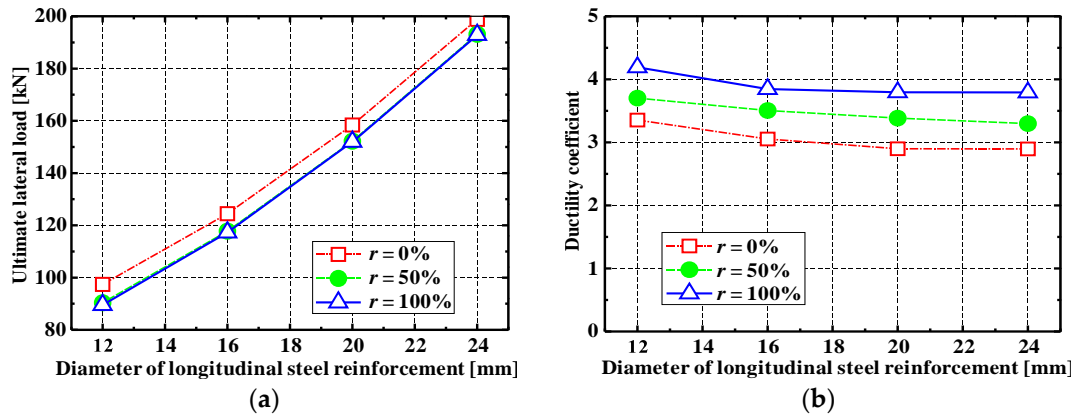 Ultimate lateral load [kN]
200
180
160
140
120
100
80
r = 0%
r = 50%
r = 100%
12 14 16 18 20 22 24
Diameter of longitudinal steel reinforcement [mm]
(a)
Ductility coefficient
5
4
3
2
1
0
r = 0%
r = 50%
r = 100%
12 14 16 18 20 22 24
Diameter of longitudinal steel reinforcement [mm]
(b)